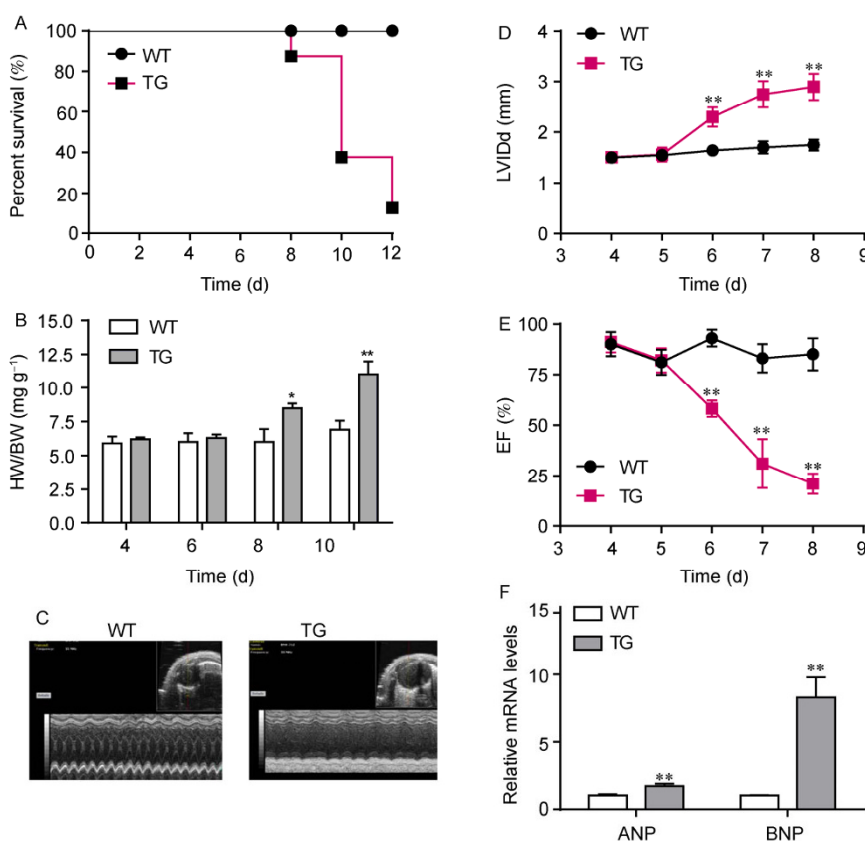 A
WT
TG
Percent survival (%)
100
80
60
40
20
0
0 2 4 6 8 10 12
Time (d)
B
WT
TG
HW/BW (mg g⁻¹)
15.0
12.5
10.0
7.5
5.0
2.5
0.0
* **
4 6 8 10
Time (d)
C
WT TG
D
WT
TG
LVIDd (mm)
4
3
2
1
0
** ** **
3 4 5 6 7 8 9
Time (d)
E
EF (%)
100
75
50
25
0
** ** **
WT
TG
3 4 5 6 7 8 9
Time (d)
F
WT
TG
Relative mRNA levels
15
10
5
0
** **
ANP BNP